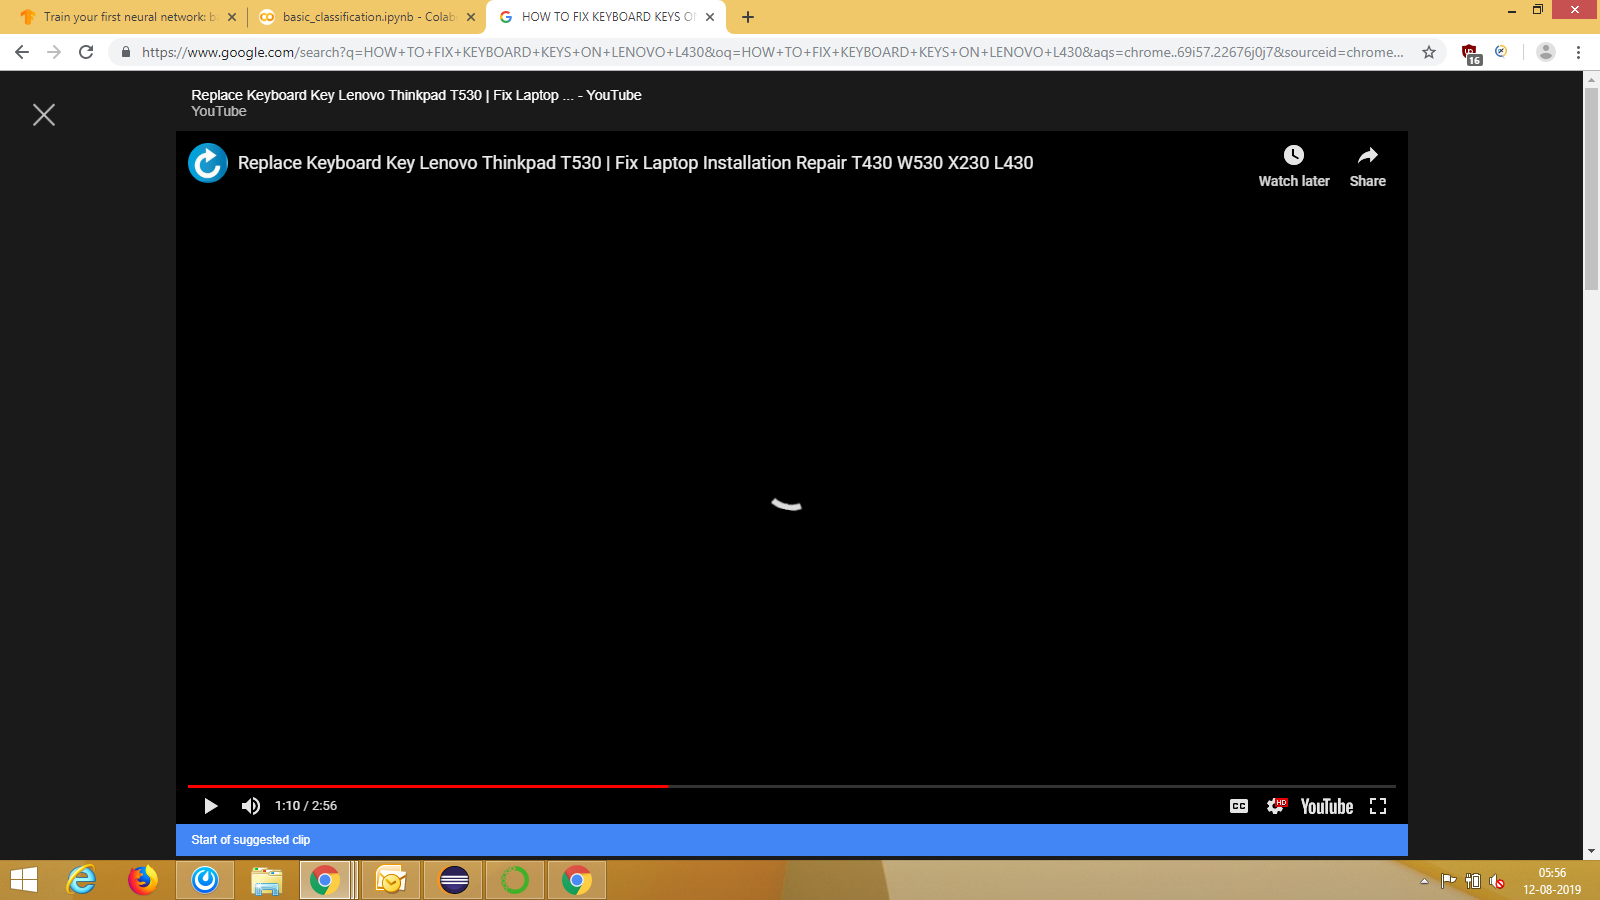 Train your first neural network: b
basic_classification.ipynb - Colab
HOW TO FIX KEYBOARD KEYS O
https://www.google.com/search?q=HOW+TO+FIX+KEYBOARD+KEYS+ON+LENOVO+L430&oq=HOW+TO+FIX+KEYBOARD+KEYS+ON+LENOVO+L430&aqs=chrome..69i57.22676j0j7&sourceid=chrome...
16
Replace Keyboard Key Lenovo Thinkpad T530 | Fix Laptop ... - YouTube
YouTube
Replace Keyboard Key Lenovo Thinkpad T530 | Fix Laptop Installation Repair T430 W530 X230 L430
Watch later
Share
1:10 / 2:56
CC
HD
YouTube
Start of suggested clip
05:56
12-08-2019